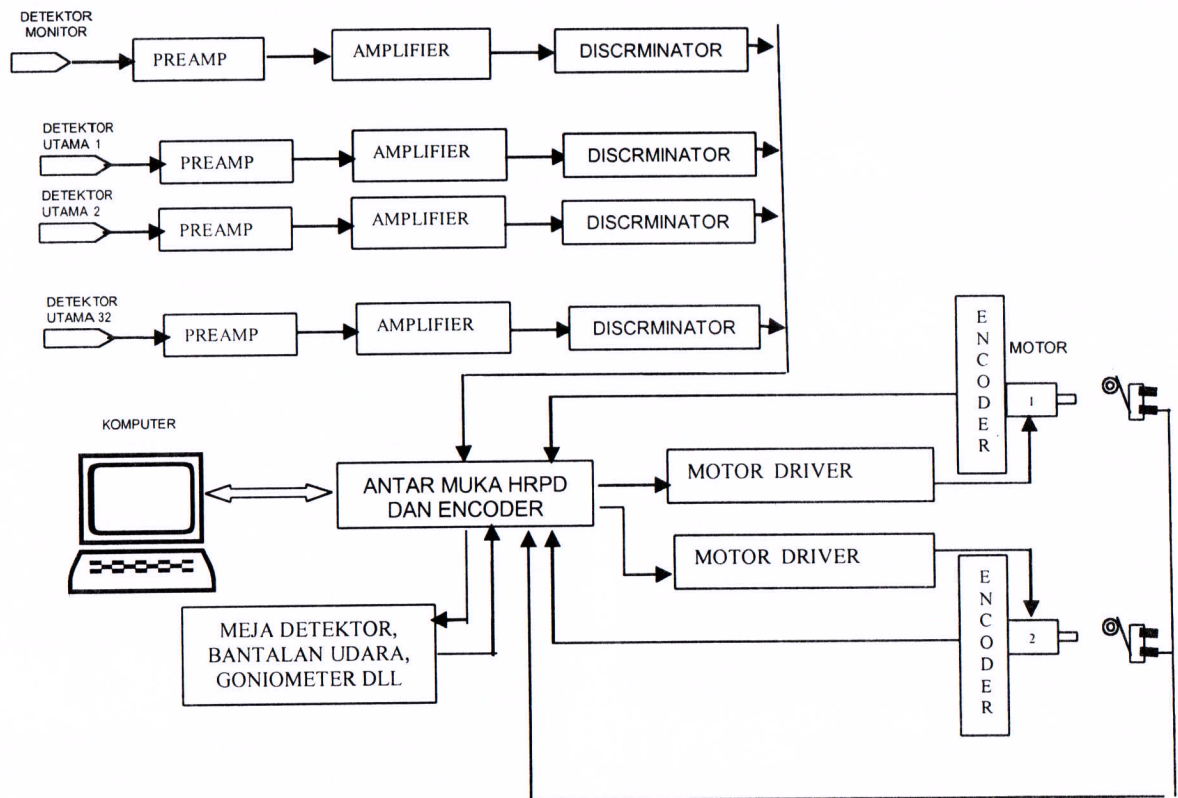 DETEKTOR
MONITOR
PREAMP
AMPLIFIER
DISCRMINATOR
DETEKTOR
UTAMA 1
PREAMP
AMPLIFIER
DISCRMINATOR
DETEKTOR
UTAMA 2
PREAMP
AMPLIFIER
DISCRMINATOR
DETEKTOR
UTAMA 32
PREAMP
AMPLIFIER
DISCRMINATOR
ENCODER
MOTOR
1
KOMPUTER
ANTAR MUKA HRPD
DAN ENCODER
MOTOR DRIVER
MOTOR DRIVER
ENCODER
2
MEJA DETEKTOR,
BANTALAN UDARA,
GONIOMETER DLL